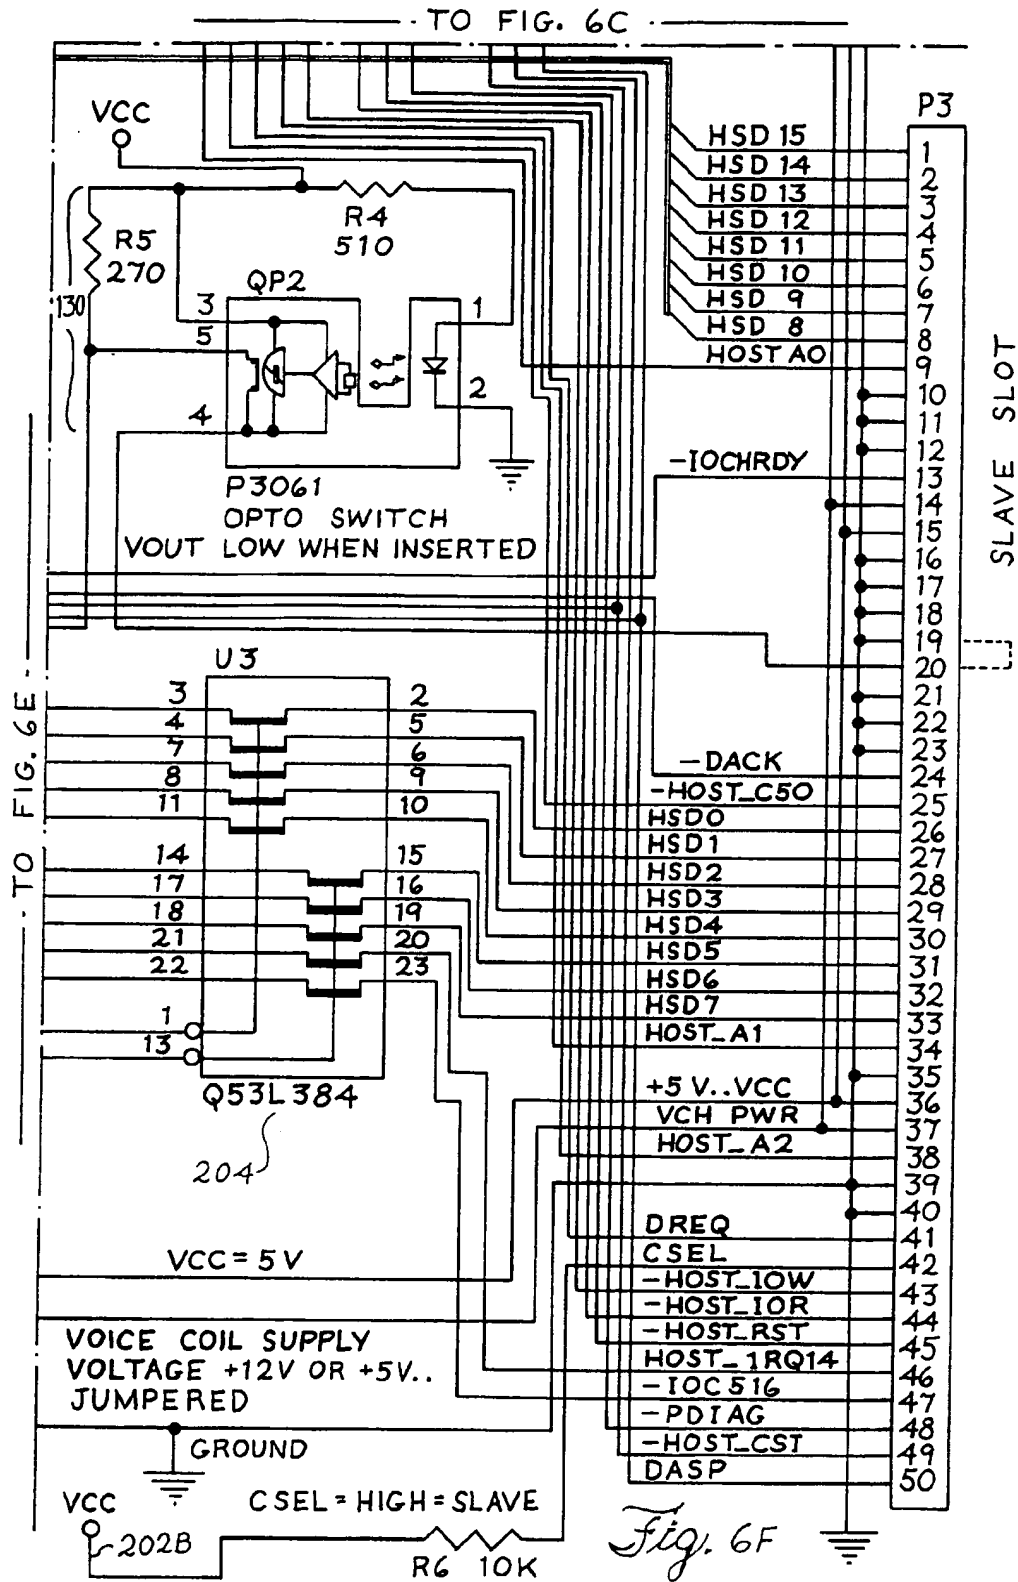 TO FIG. 6C
P3
VCC
HSD 15
1
HSD 14
2
HSD 13
3
HSD 12
4
HSD 11
5
HSD 10
6
HSD 9
7
HSD 8
8
HOST A0
9
R4
510
R5
270
130
QP2
3
1
5
2
4
10
11
12
-IOCHRDY
13
14
15
16
17
18
19
20
SLAVE SLOT
P3061
OPTO SWITCH
VOUT LOW WHEN INSERTED
21
22
23
TO FIG. 6E
U3
3
2
4
5
7
6
8
9
11
10
14
15
17
16
18
19
21
20
22
23
1
13
Q53L384
204
-DACK
24
-HOST_C50
25
HSD0
26
HSD1
27
HSD2
28
HSD3
29
HSD4
30
HSD5
31
HSD6
32
HSD7
33
HOST_A1
34
35
+5 V..VCC
36
VCH PWR
37
HOST_A2
38
39
40
DREQ
41
CSEL
42
-HOST_IOW
43
-HOST_IOR
44
-HOST_RST
45
HOST_1RQ14
46
-IOC516
47
-PDIAG
48
-HOST_CST
49
DASP
50
VCC = 5V
VOICE COIL SUPPLY
VOLTAGE +12V OR +5V..
JUMPERED
GROUND
VCC
CSEL = HIGH = SLAVE
202B
R6 10K
Fig. 6F